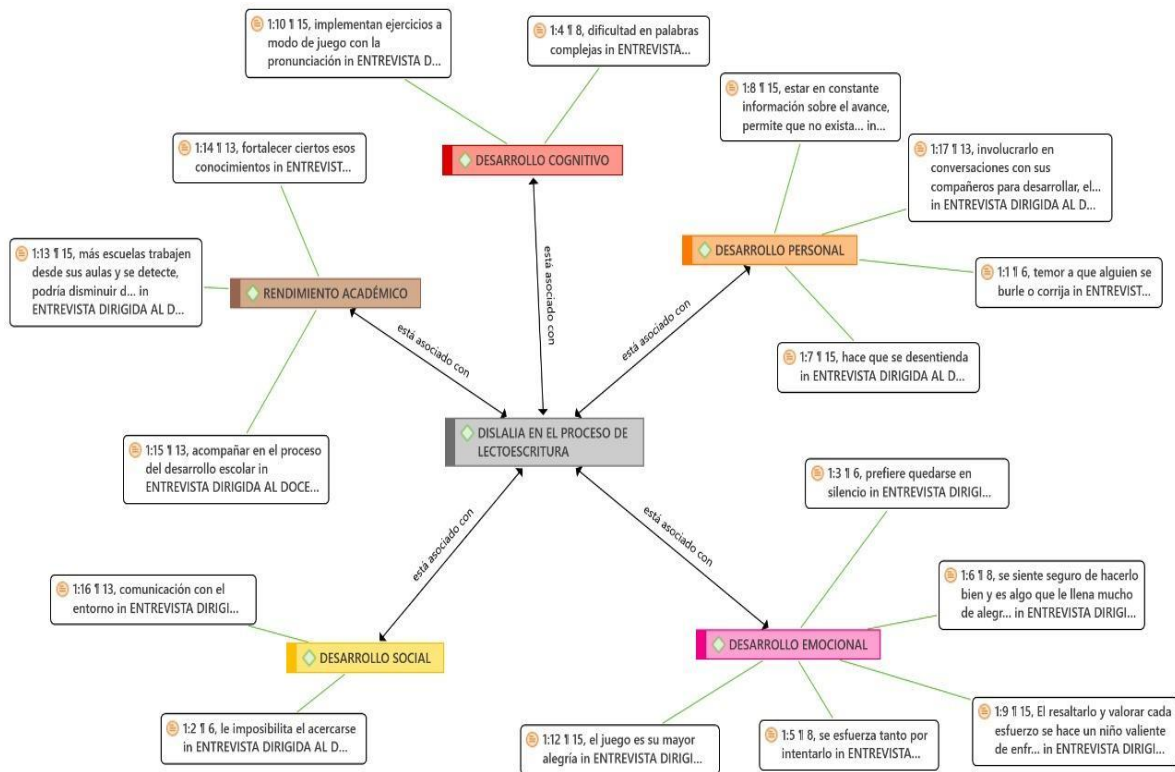 1:10 ¶ 15, implementan ejercicios a
modo de juego con la
pronunciación in ENTREVISTA D...
1:4 ¶ 8, dificultad en palabras
complejas in ENTREVISTA...
1:8 ¶ 15, estar en constante
información sobre el avance,
permite que no exista... in...
1:14 ¶ 13, fortalecer ciertos esos
conocimientos in ENTREVIST...
DESARROLLO COGNITIVO
1:17 ¶ 13, involucrarlo en
conversaciones con sus
compañeros para desarrollar, el...
in ENTREVISTA DIRIGIDA AL D...
1:13 ¶ 15, más escuelas trabajen
desde sus aulas y se detecte,
podría disminuir d... in
ENTREVISTA DIRIGIDA AL D...
RENDIMIENTO ACADÉMICO
DESARROLLO PERSONAL
1:1 ¶ 6, temor a que alguien se
burle o corrija in ENTREVIST...
está asociado con
está asociado con
está asociado con
1:7 ¶ 15, hace que se desentienda
in ENTREVISTA DIRIGIDA AL D...
1:15 ¶ 13, acompañar en el proceso
del desarrollo escolar in
ENTREVISTA DIRIGIDA AL DOCE...
DISLALIA EN EL PROCESO DE
LECTOESCRITURA
1:3 ¶ 6, prefiere quedarse en
silencio in ENTREVISTA DIRIGI...
está asociado con
está asociado con
1:16 ¶ 13, comunicación con el
entorno in ENTREVISTA DIRIGI...
1:6 ¶ 8, se siente seguro de hacerlo
bien y es algo que le llena mucho
de alegr... in ENTREVISTA DIRIGI...
DESARROLLO SOCIAL
DESARROLLO EMOCIONAL
1:2 ¶ 6, le imposibilita el acercarse
in ENTREVISTA DIRIGIDA AL D...
1:12 ¶ 15, el juego es su mayor
alegría in ENTREVISTA DIRIGI...
1:5 ¶ 8, se esfuerza tanto por
intentarlo in ENTREVISTA...
1:9 ¶ 15, El resaltarlo y valorar cada
esfuerzo se hace un niño valiente
de enfr... in ENTREVISTA DIRIGI...